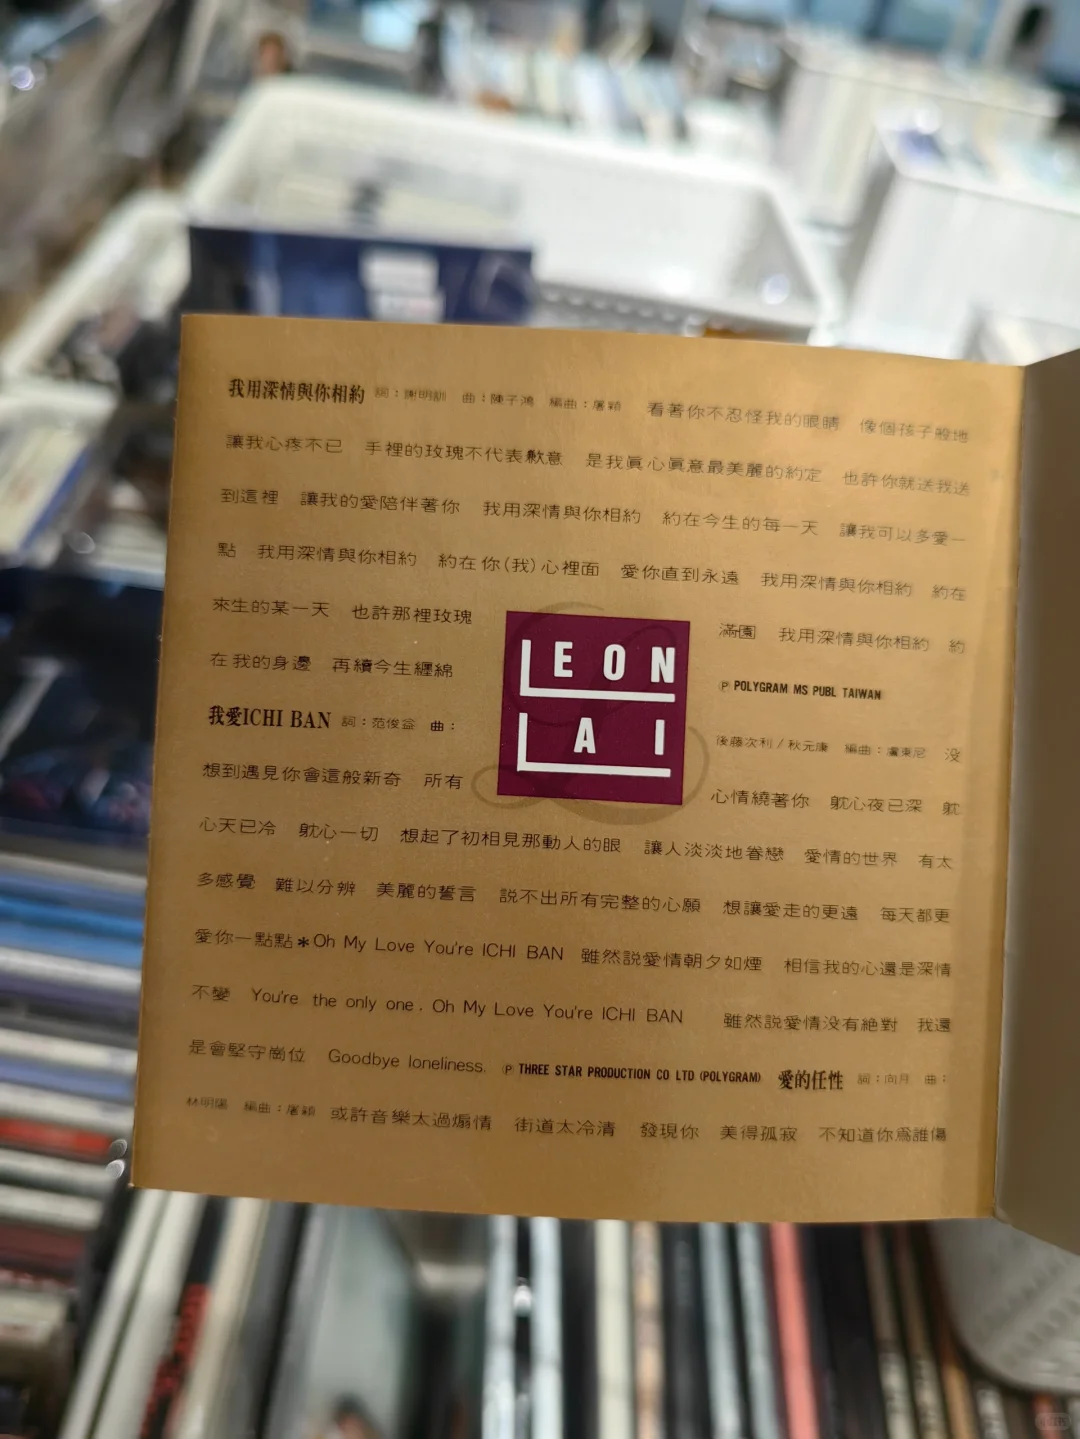 我用深情與你相約 詞：謝明訓 曲：陳子鴻 編曲：屠穎 看著你不忍怪我的眼睛 像個孩子般地
讓我心疼不已 手裡的玫瑰不代表歉意 是我真心真意最美麗的約定 也許你就送我送
到這裡 讓我的愛陪伴著你 我用深情與你相約 約在今生的每一天 讓我可以多愛一
點 我用深情與你相約 約在你(我)心裡面 愛你直到永遠 我用深情與你相約 約在
來生的某一天 也許那裡玫瑰 滿園 我用深情與你相約 約
在我的身邊 再續今生纏綿 Ⓟ POLYGRAM MS PUBL TAIWAN
LEON
LAI
我愛ICHI BAN 詞：范俊益 曲： 後藤次利/秋元康 編曲：盧東尼 没
想到遇見你會這般新奇 所有 心情繞著你 躭心夜已深 躭
心天已冷 躭心一切 想起了初相見那動人的眼 讓人淡淡地眷戀 愛情的世界 有太
多感覺 難以分辨 美麗的誓言 説不出所有完整的心願 想讓愛走的更遠 每天都更
愛你一點點＊Oh My Love You're ICHI BAN 雖然説愛情朝夕如煙 相信我的心還是深情
不變 You're the only one. Oh My Love You're ICHI BAN 雖然説愛情没有絶對 我還
是會堅守崗位 Goodbye loneliness. Ⓟ THREE STAR PRODUCTION CO LTD (POLYGRAM) 愛的任性 詞：向月 曲：
林明陽 編曲：屠穎 或許音樂太過煽情 街道太冷清 發現你 美得孤寂 不知道你爲誰傷